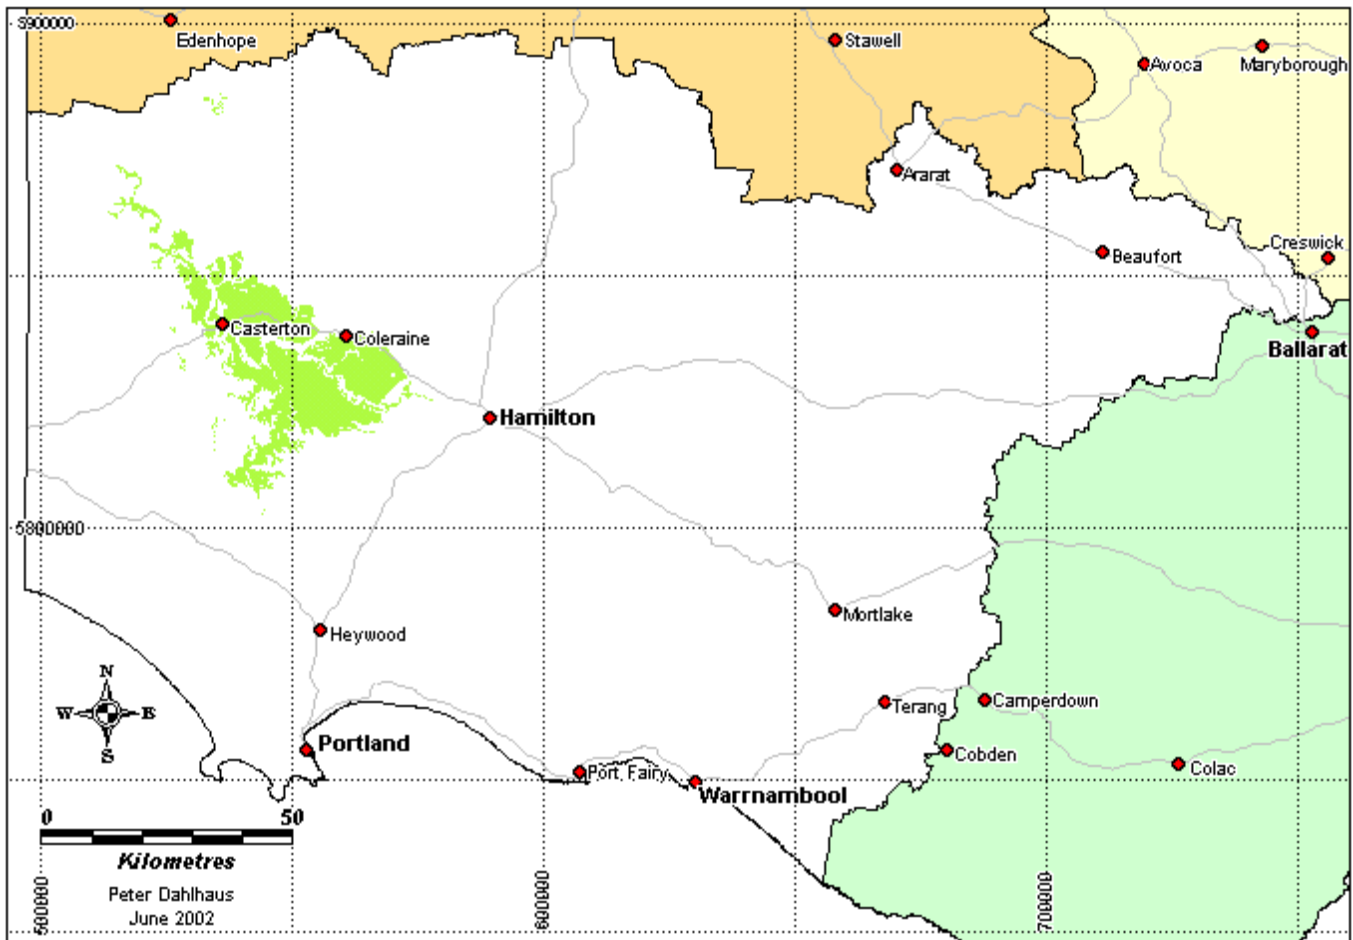 5900000
Edenhope
Stawell
Avoca
Maryborough
Ararat
Creswick
Beaufort
Casterton
Coleraine
Ballarat
Hamilton
5800000
Mortlake
Heywood
N
W E
S
Terang
Camperdown
Portland
Cobden
Port Fairy
Colac
Warrnambool
0 50
Kilometres
Peter Dahlhaus
June 2002
500000
600000
700000